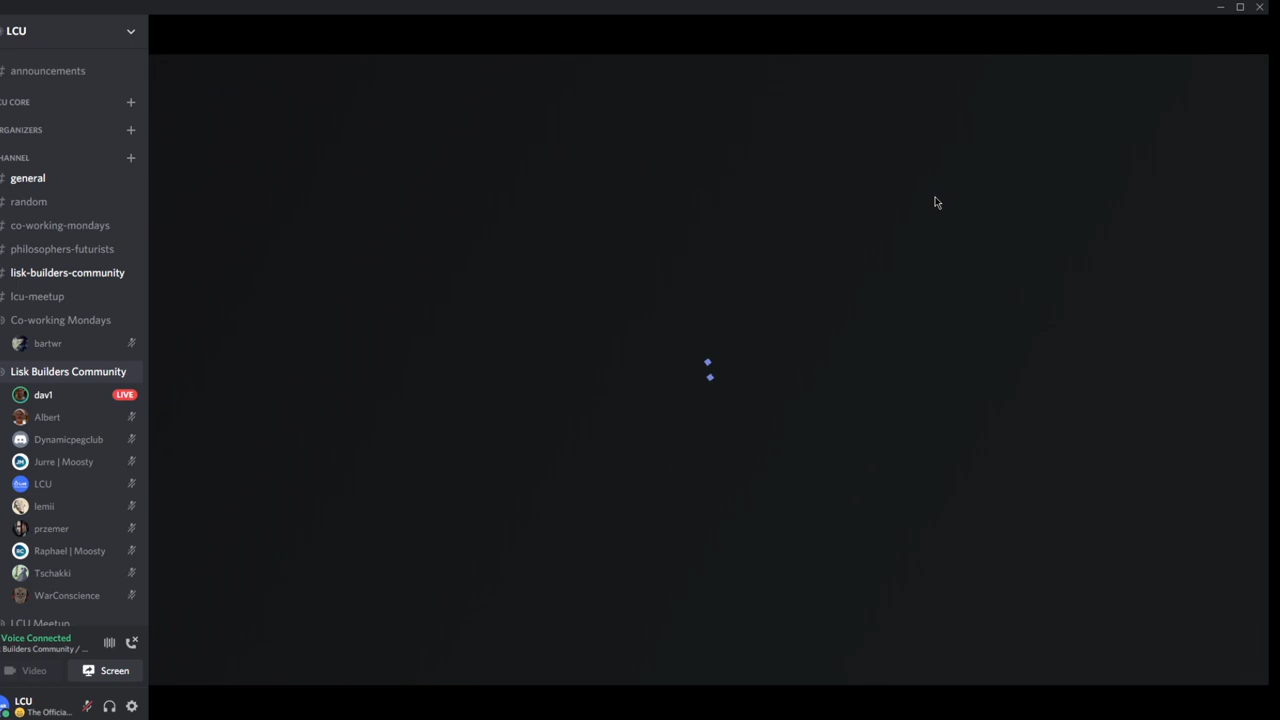 LCU
announcements
CU CORE
RGANIZERS
HANNEL
general
random
co-working-mondays
philosophers-futurists
lisk-builders-community
lcu-meetup
Co-working Mondays
bartwr
Lisk Builders Community
dav1 LIVE
Albert
Dynamicpegclub
Jurre | Moosty
LCU
lemii
przemer
Raphael | Moosty
Tschakki
WarConscience
LCU Meetup
Voice Connected
Builders Community / ...
Video Screen
LCU
The Officia...